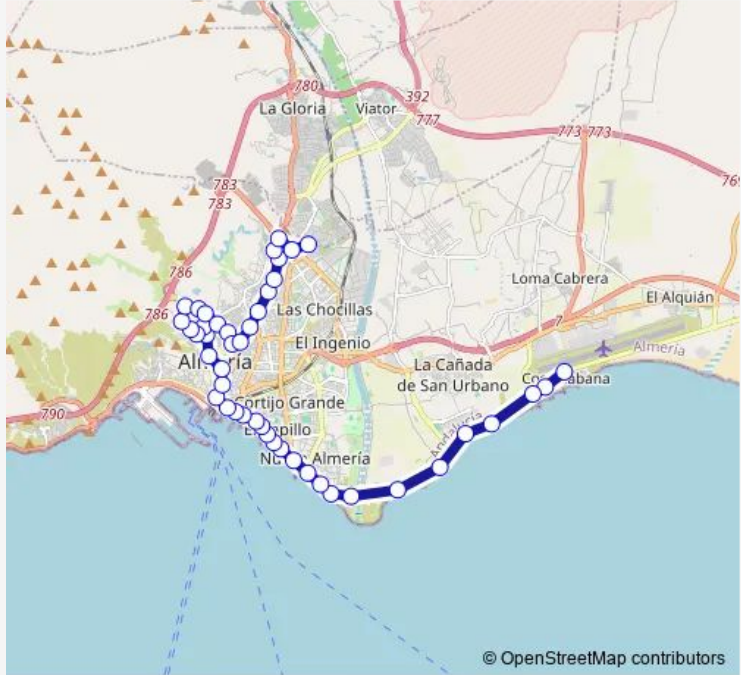 780
La Gloria
Viator
392
777
773 773
769
783
783
786
Loma Cabrera
786
El Alquián
Las Chocillas
7
El Ingenio
Almería
Almería
La Cañada
de San Urbano
790
Cortijo Grande
Andalucía
© OpenStreetMap contributors